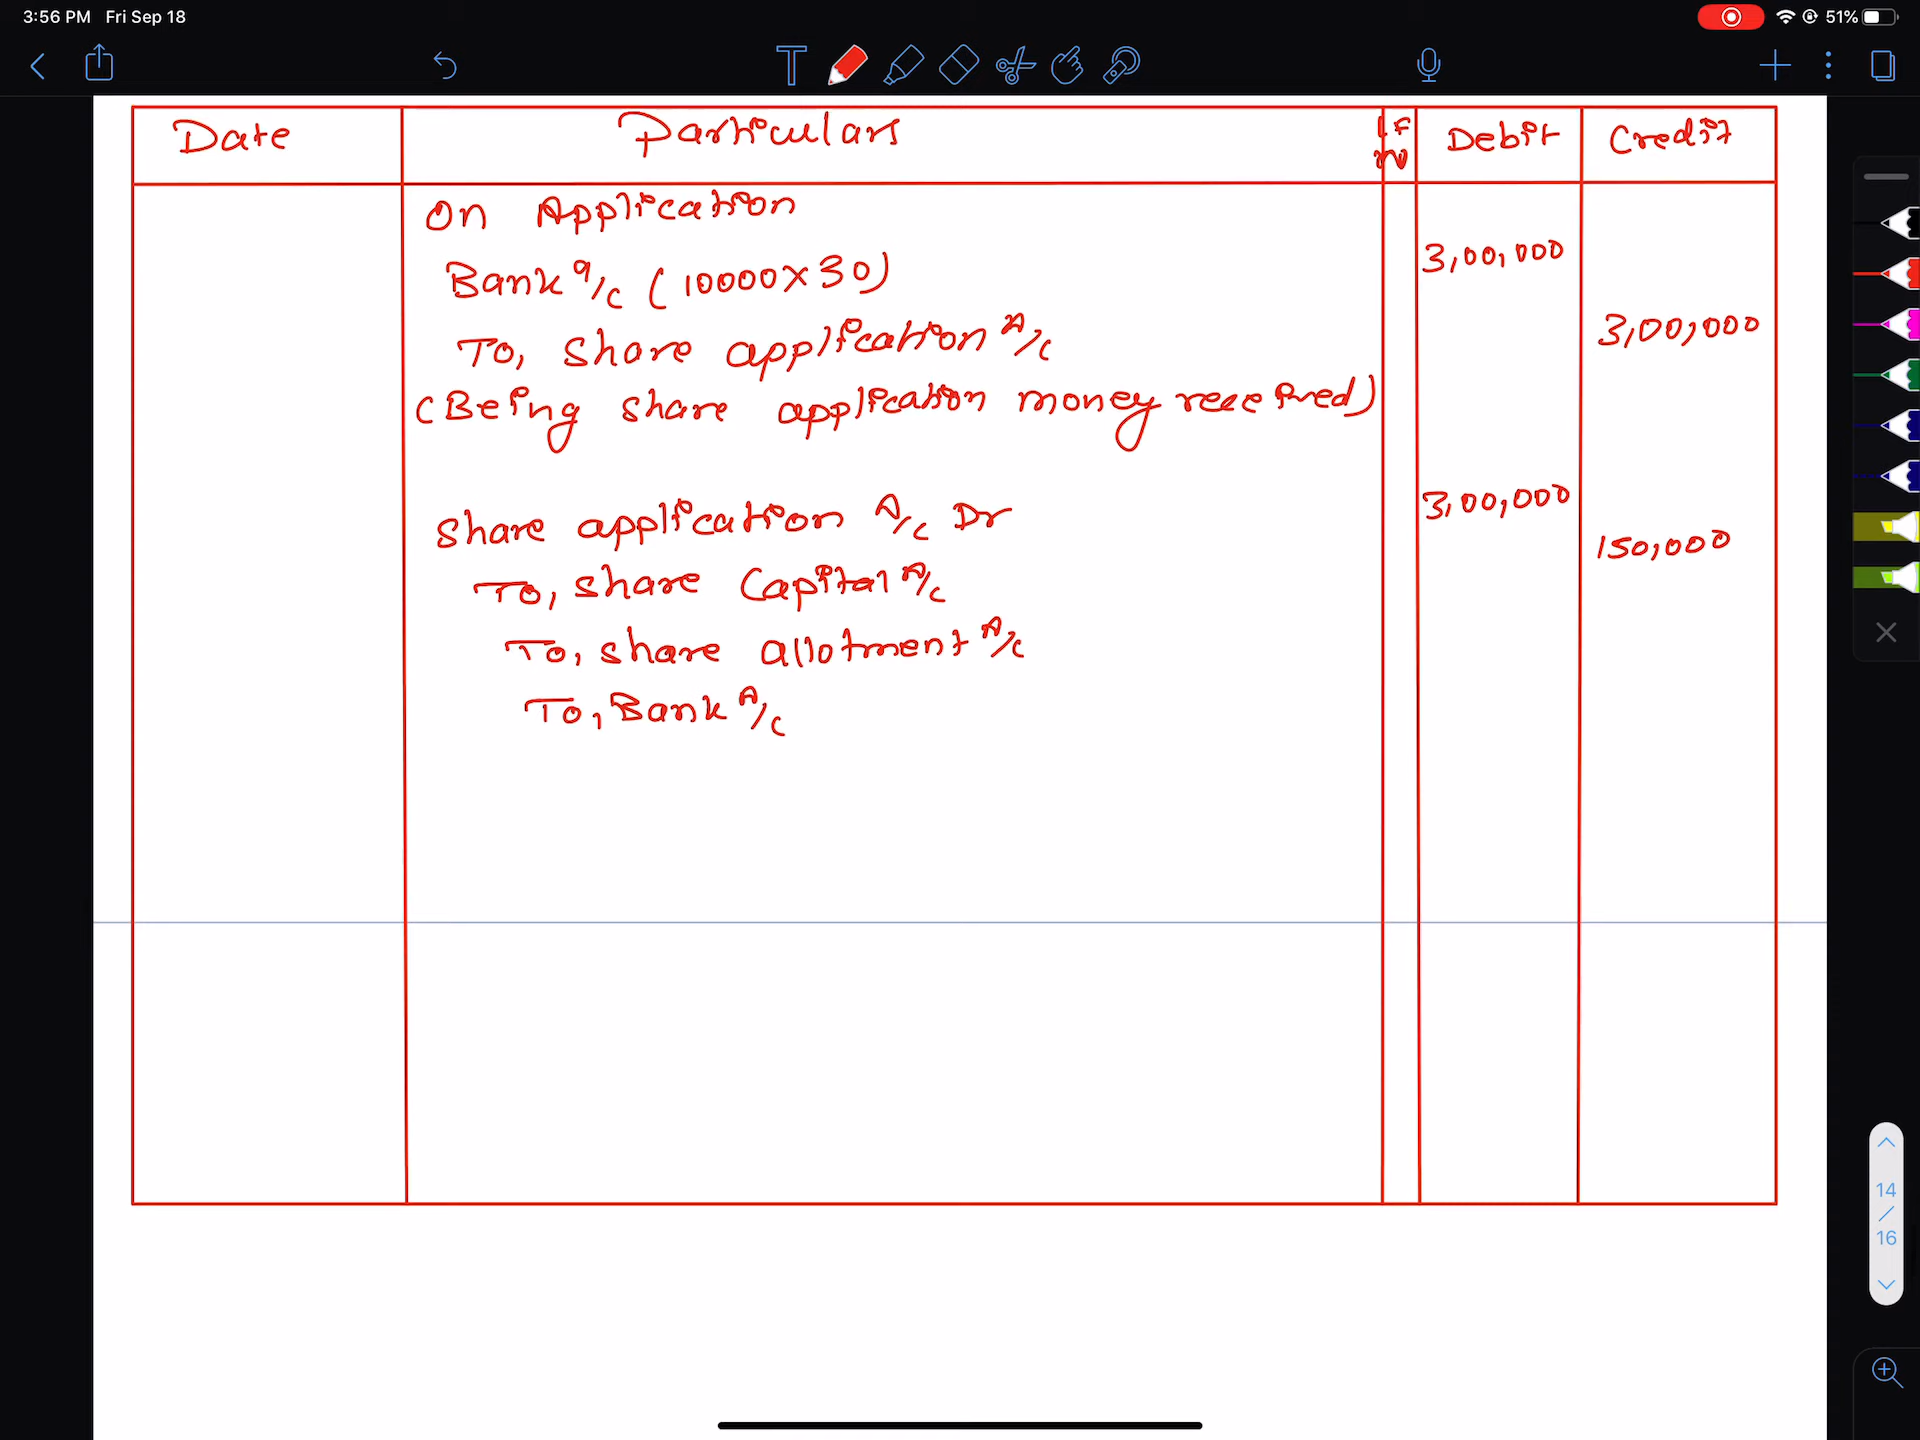 3:56 PM Fri Sep 18
51%
Date Particulars L F No Debit Credit
On Application
Bank a/c (10000 x 30) 3,00,000
To, Share application A/c 3,00,000
(Being share application money received)
Share application A/c Dr 3,00,000
To, Share Capital A/c 150,000
To, share allotment A/c
To, Bank A/c
14
/
16